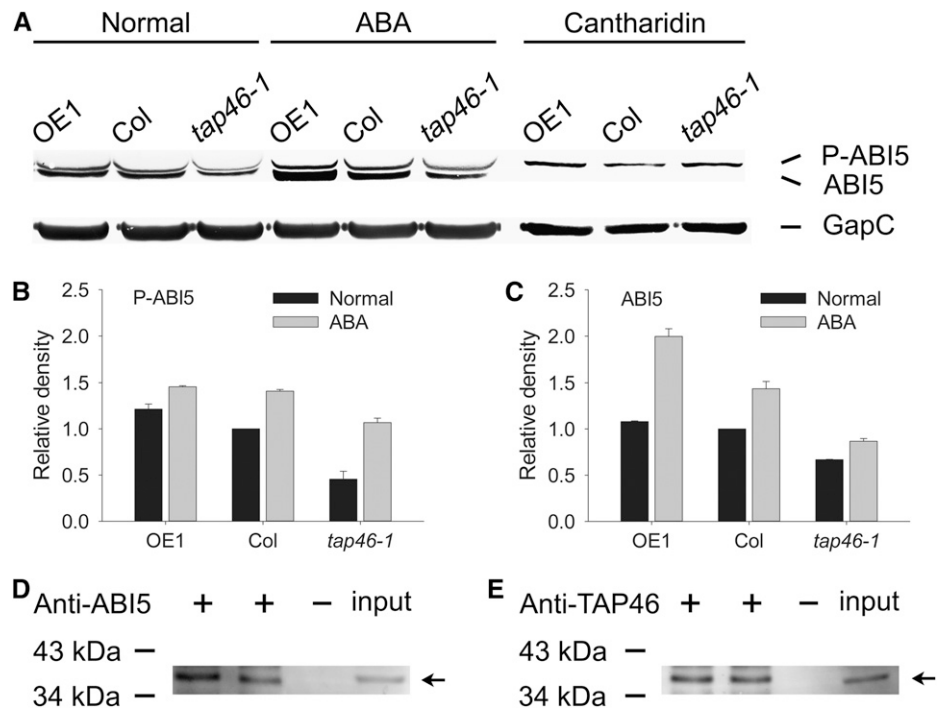 A
Normal ABA Cantharidin
OE1 Col tap46-1 OE1 Col tap46-1 OE1 Col tap46-1
P-ABI5
ABI5
GapC
B
P-ABI5
Normal
ABA
Relative density
2.5
2.0
1.5
1.0
0.5
0.0
OE1 Col tap46-1
C
ABI5
Normal
ABA
Relative density
2.5
2.0
1.5
1.0
0.5
0.0
OE1 Col tap46-1
D
Anti-ABI5 + + − input
43 kDa
34 kDa
E
Anti-TAP46 + + − input
43 kDa
34 kDa